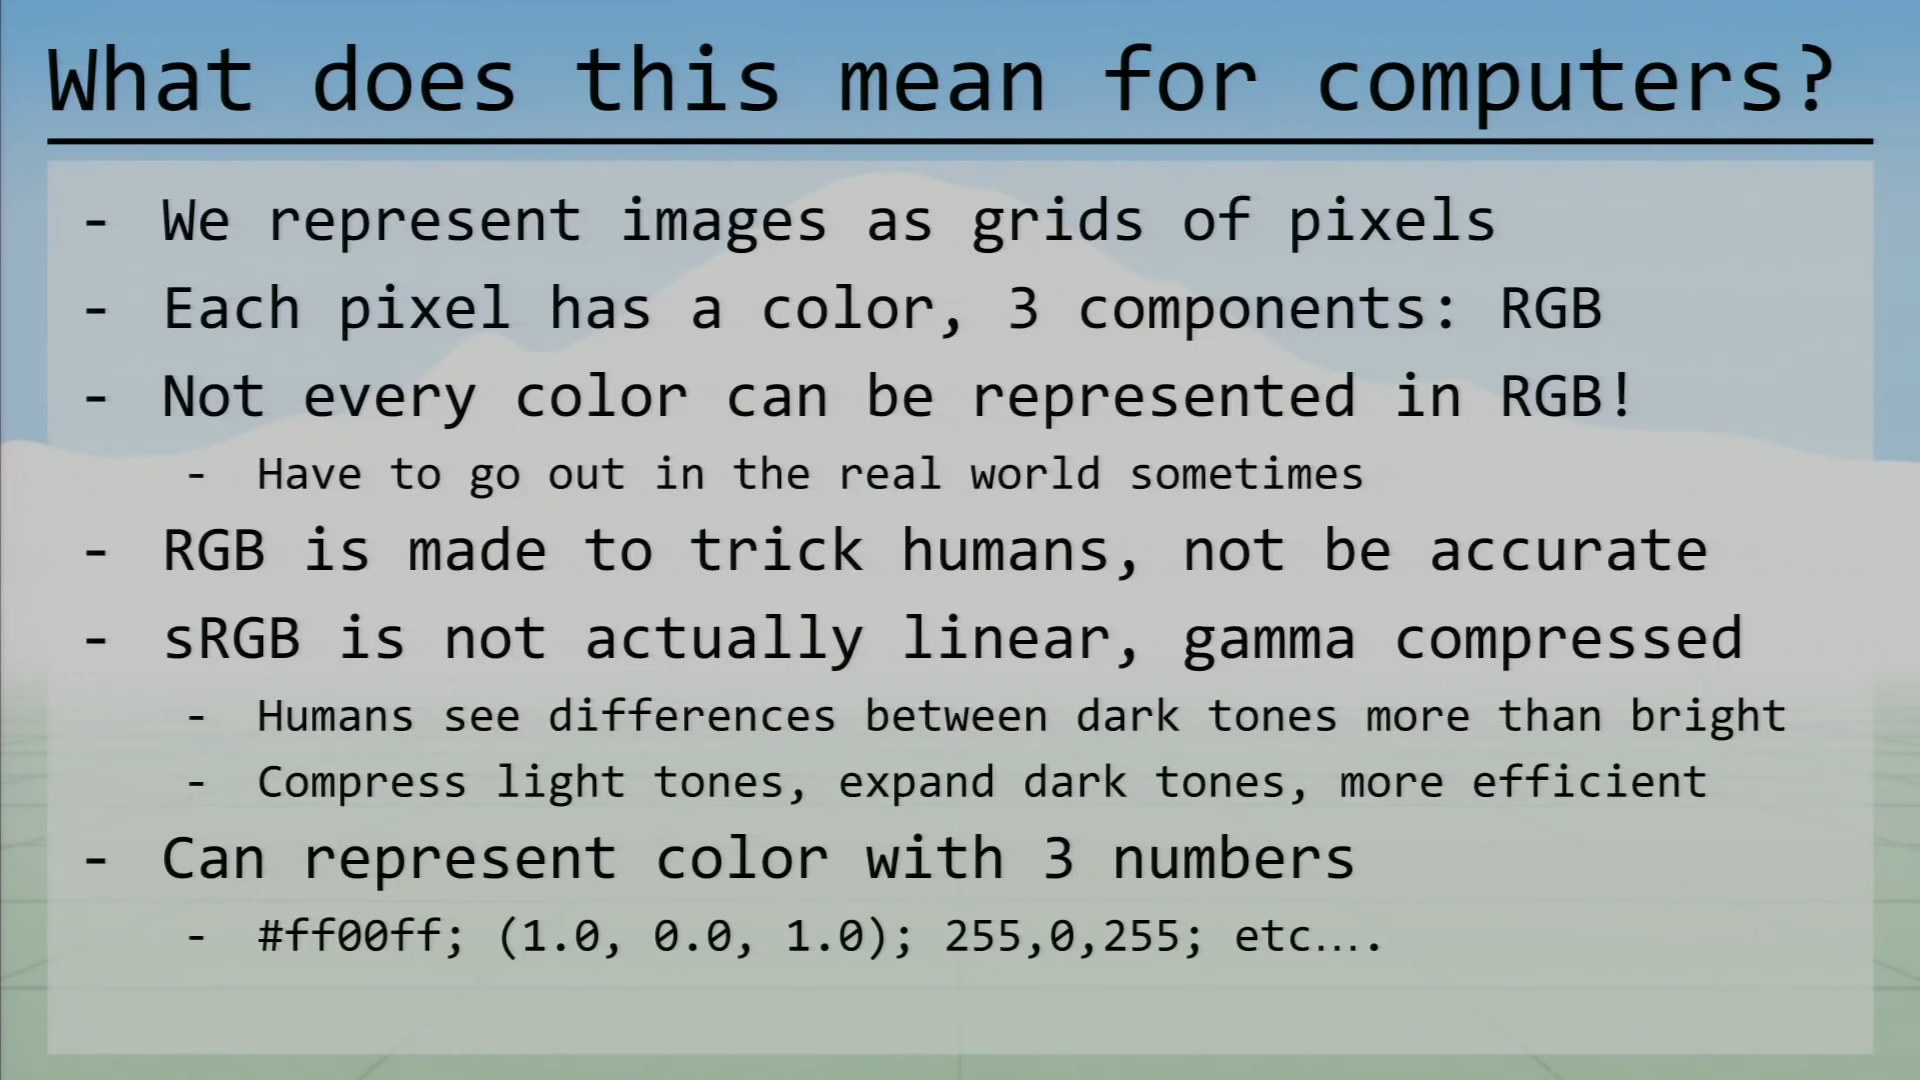 What does this mean for computers?
- We represent images as grids of pixels
- Each pixel has a color, 3 components: RGB
- Not every color can be represented in RGB!
- Have to go out in the real world sometimes
- RGB is made to trick humans, not be accurate
- sRGB is not actually linear, gamma compressed
- Humans see differences between dark tones more than bright
- Compress light tones, expand dark tones, more efficient
- Can represent color with 3 numbers
- #ff00ff; (1.0, 0.0, 1.0); 255,0,255; etc….